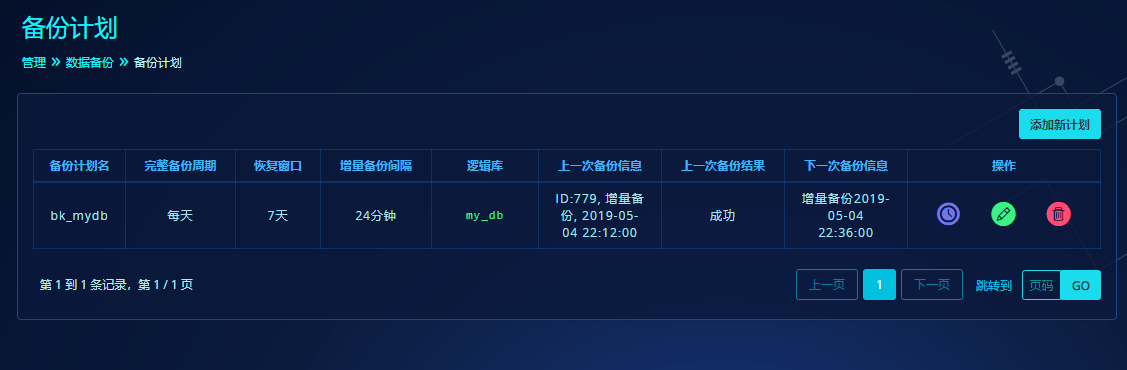 备份计划
管理 » 数据备份 » 备份计划
添加新计划
备份计划名 完整备份周期 恢复窗口 增量备份间隔 逻辑库 上一次备份信息 上一次备份结果 下一次备份信息 操作
bk_mydb 每天 7天 24分钟 my_db
ID:779, 增量备
份, 2019-05-
04 22:12:00
成功
增量备份2019-
05-04
22:36:00
第 1 到 1 条记录，第 1 / 1 页
上一页 1 下一页 跳转到 页码 GO